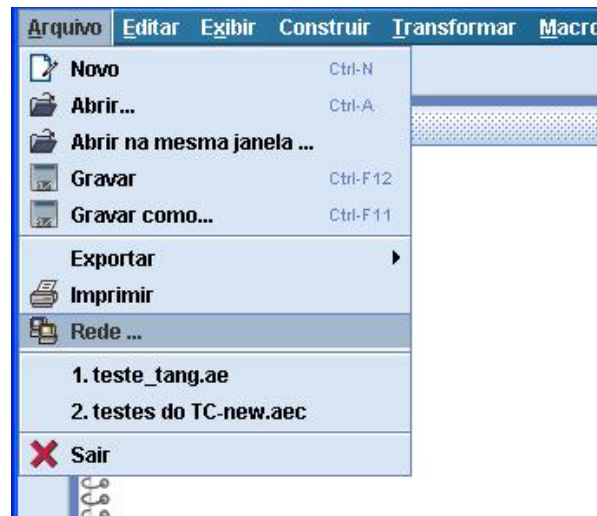 Arquivo Editar Exibir Construir Transformar Macro
Novo Ctrl-N
Abrir... Ctrl-A
Abrir na mesma janela ...
Gravar Ctrl-F12
Gravar como... Ctrl-F11
Exportar
Imprimir
Rede ...
1. teste_tang.ae
2. testes do TC-new.aec
Sair